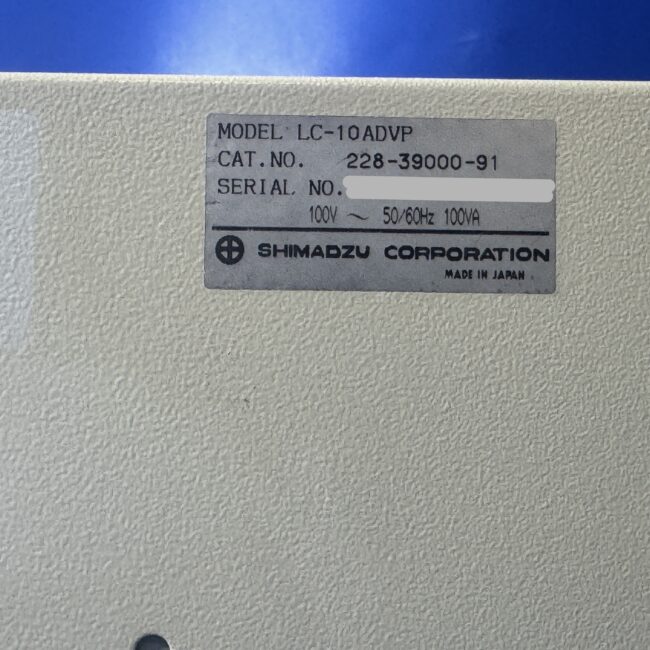 MODEL LC-10ADVP
CAT.NO. 228-39000-91
SERIAL NO.
100V ~ 50/60Hz 100VA
SHIMADZU CORPORATION
MADE IN JAPAN